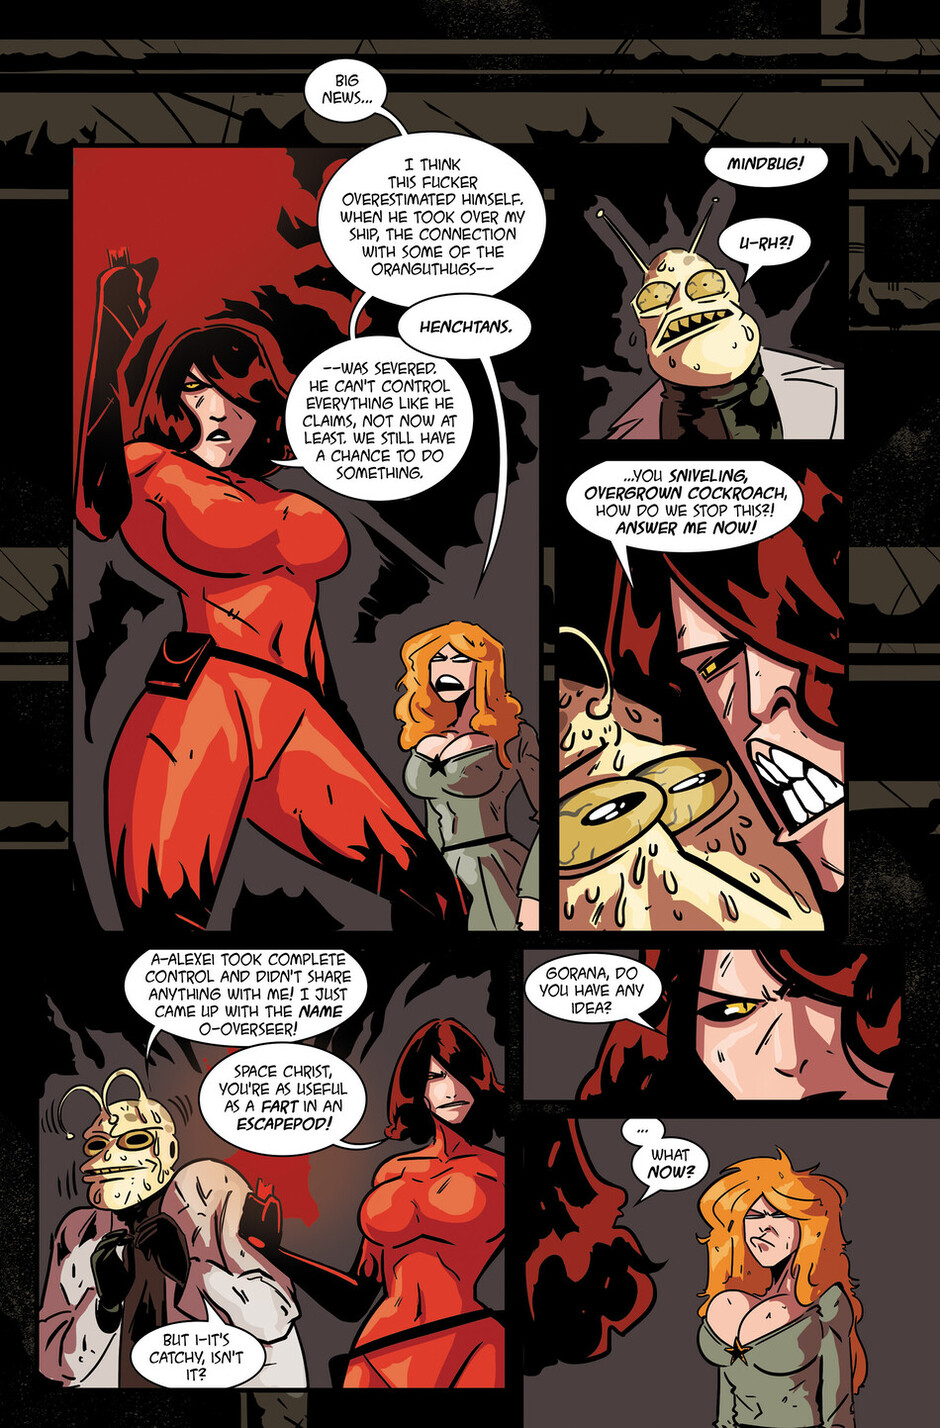 BIG
NEWS...
I THINK
THIS FUCKER
OVERESTIMATED HIMSELF.
WHEN HE TOOK OVER MY
SHIP, THE CONNECTION
WITH SOME OF THE
ORANGUTHUGS--
HENCHTANS.
--WAS SEVERED.
HE CAN'T CONTROL
EVERYTHING LIKE HE
CLAIMS, NOT NOW AT
LEAST. WE STILL HAVE
A CHANCE TO DO
SOMETHING.
MINDBUG!
U-RH?!
...YOU SNIVELING,
OVERGROWN COCKROACH,
HOW DO WE STOP THIS?!
ANSWER ME NOW!
A-ALEXEI TOOK COMPLETE
CONTROL AND DIDN'T SHARE
ANYTHING WITH ME! I JUST
CAME UP WITH THE NAME
O-OVERSEER!
SPACE CHRIST,
YOU'RE AS USEFUL
AS A FART IN AN
ESCAPEPOD!
BUT I-IT'S
CATCHY, ISN'T
IT?
GORANA, DO
YOU HAVE ANY
IDEA?
...
WHAT
NOW?